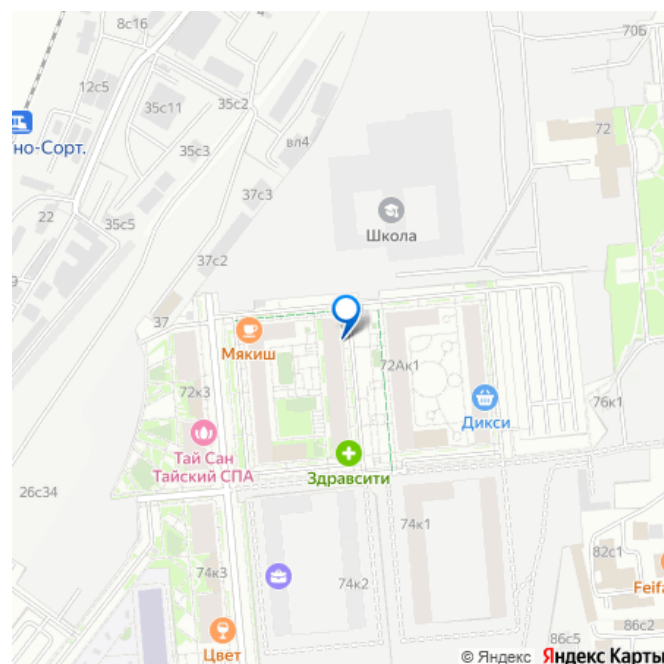 8с16
4
70Б
12с5
35с11
35с2
72
но-Сорт.
вл4
35с3
37с3
22
35с5
Школа
9
37с2
37
Мякиш
72Ак1
72к3
76к1
Дикси
Тай Сан
Тайский СПА
Здравсити
26с34
74к1
82с1
74к3
74к2
Feifa
86с2
86с5
Цвет
© Яндекс Яндекс Карты